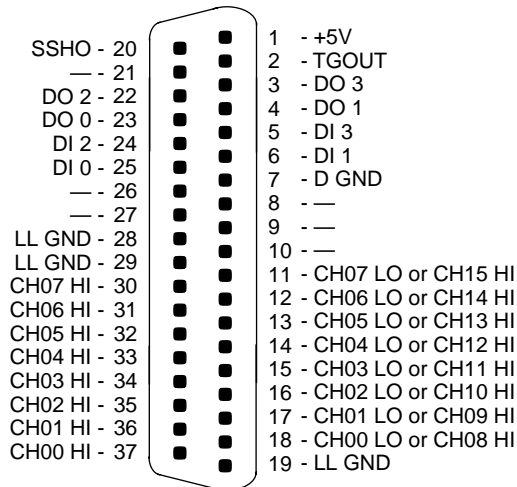 SSHO - 20
— - 21
DO 2 - 22
DO 0 - 23
DI 2 - 24
DI 0 - 25
— - 26
— - 27
LL GND - 28
LL GND - 29
CH07 HI - 30
CH06 HI - 31
CH05 HI - 32
CH04 HI - 33
CH03 HI - 34
CH02 HI - 35
CH01 HI - 36
CH00 HI - 37
1 - +5V
2 - TGOUT
3 - DO 3
4 - DO 1
5 - DI 3
6 - DI 1
7 - D GND
8 - —
9 - —
10 - —
11 - CH07 LO or CH15 HI
12 - CH06 LO or CH14 HI
13 - CH05 LO or CH13 HI
14 - CH04 LO or CH12 HI
15 - CH03 LO or CH11 HI
16 - CH02 LO or CH10 HI
17 - CH01 LO or CH09 HI
18 - CH00 LO or CH08 HI
19 - LL GND